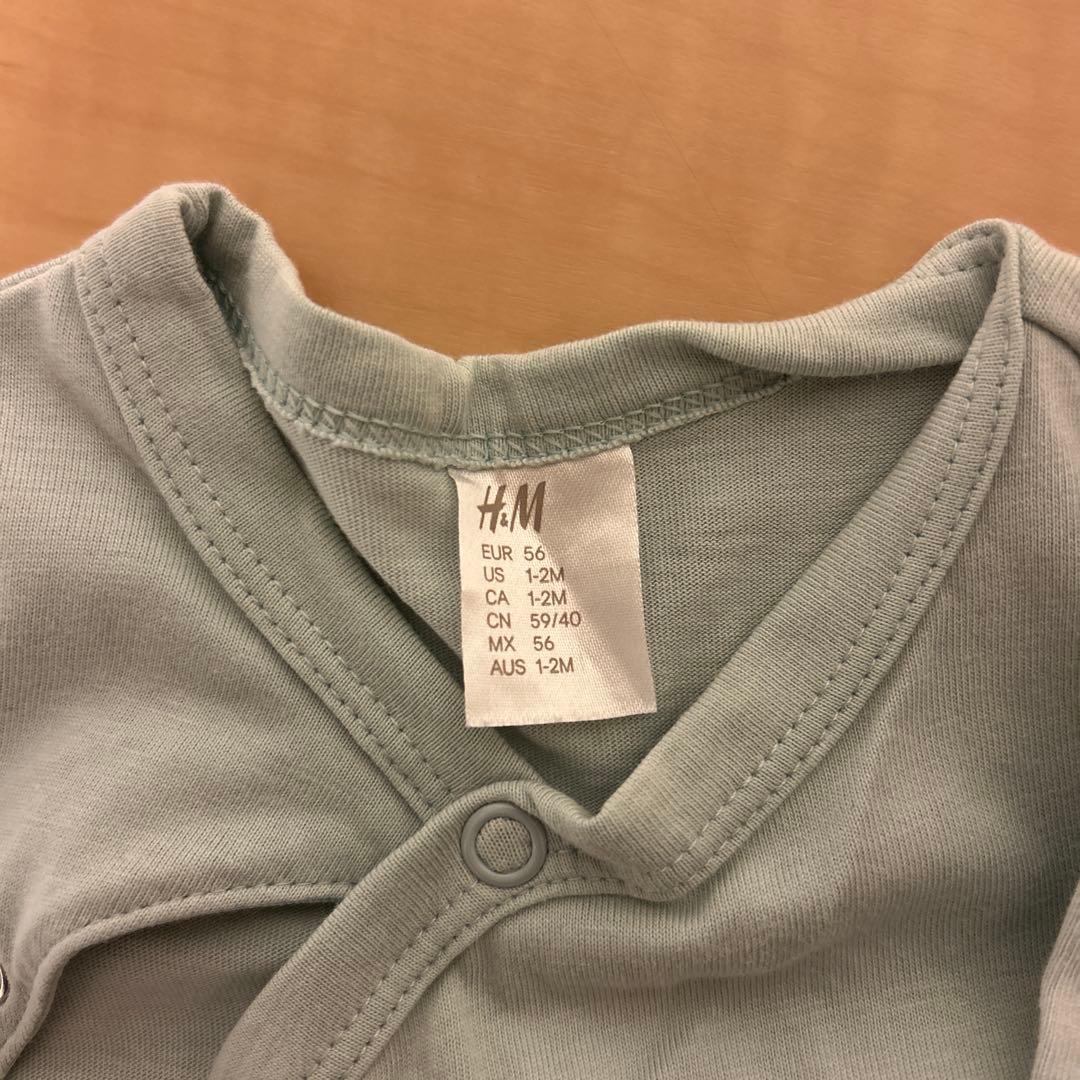 H&M
EUR 56
US 1-2M
CA 1-2M
CN 59/40
MX 56
AUS 1-2M